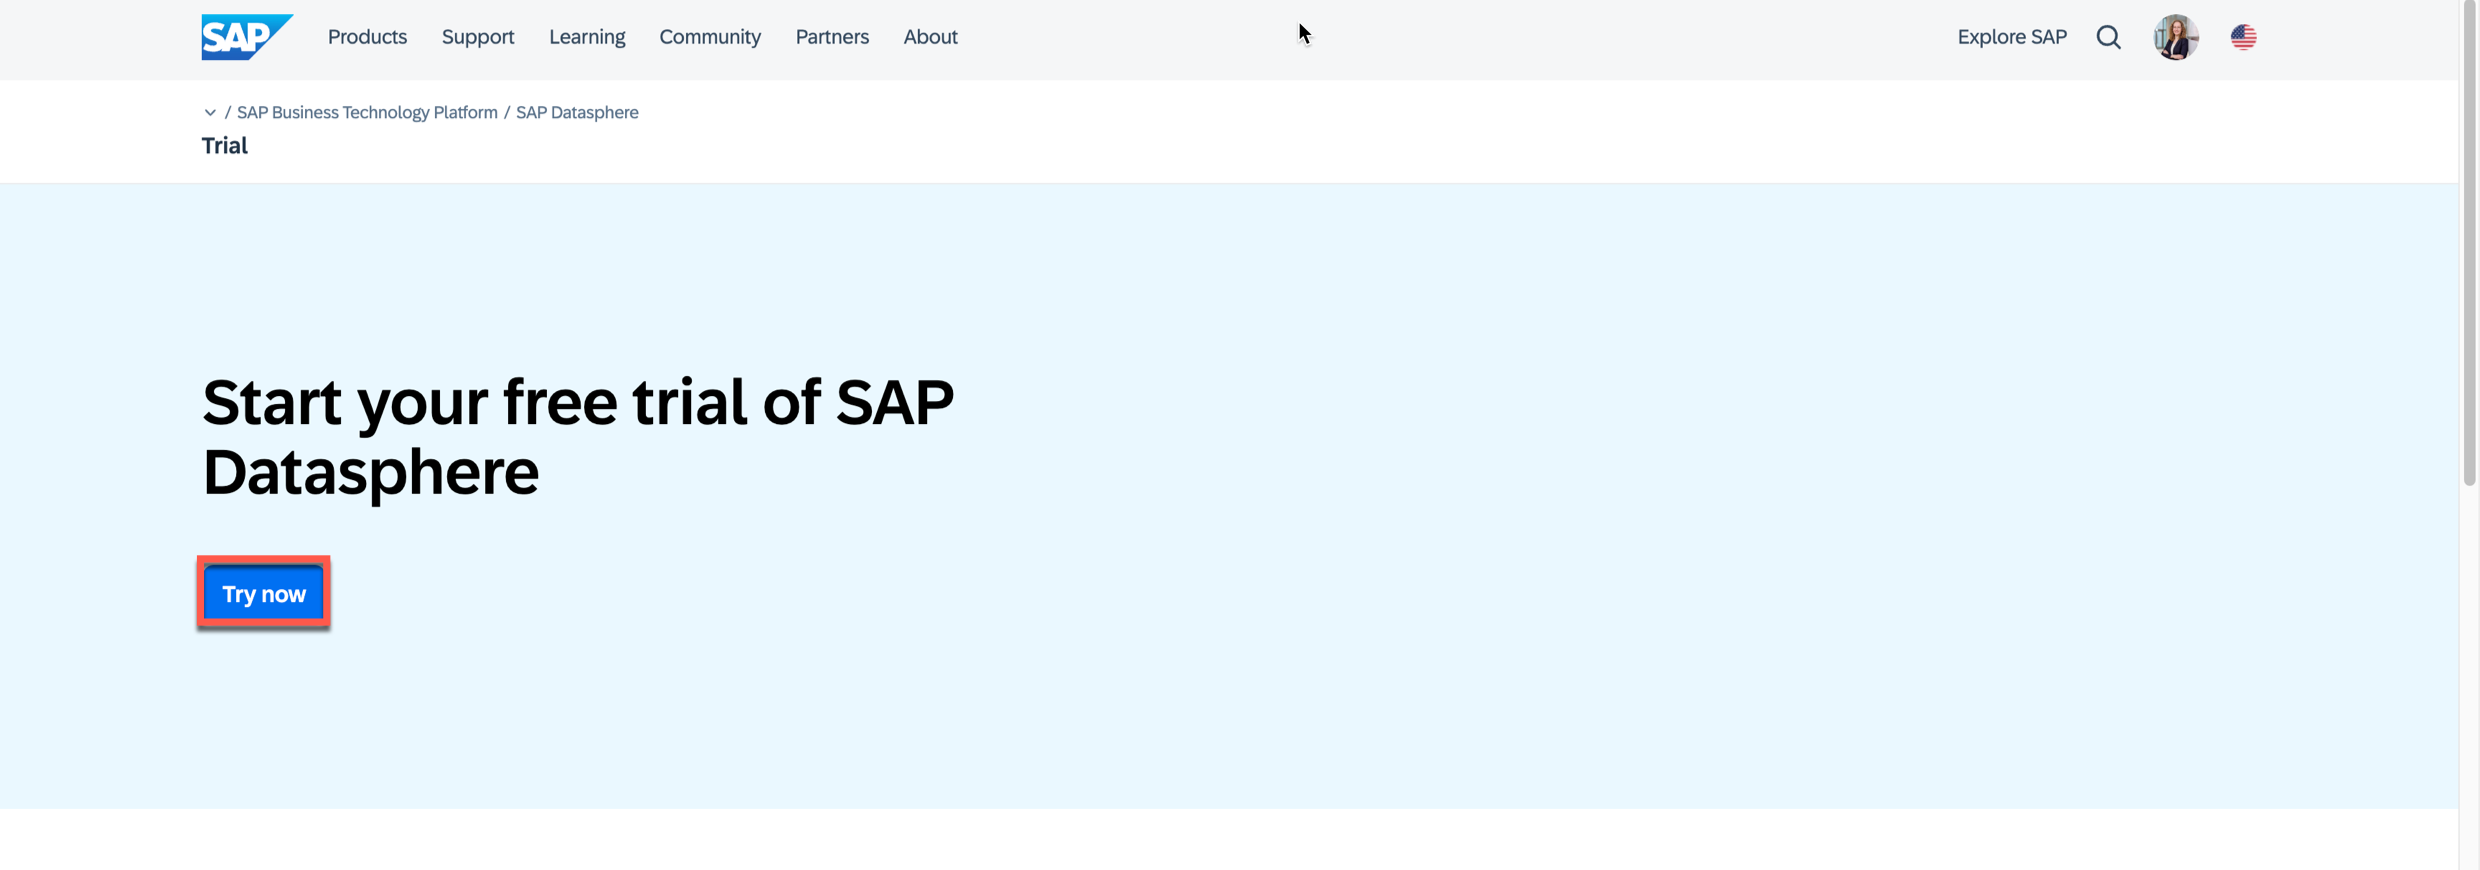 SAP Products Support Learning Community Partners About Explore SAP
/ SAP Business Technology Platform / SAP Datasphere
Trial
Start your free trial of SAP
Datasphere
Try now